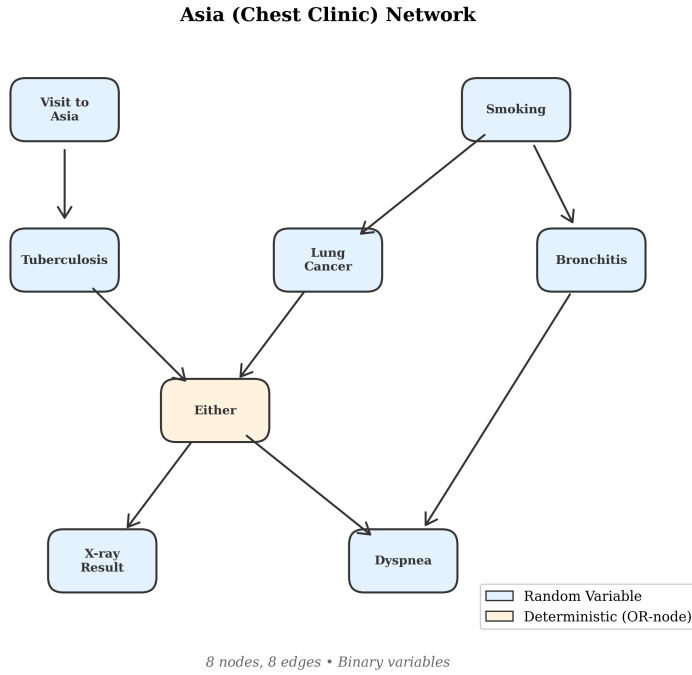 Asia (Chest Clinic) Network
Visit to
Asia
Smoking
Tuberculosis
Lung
Cancer
Bronchitis
Either
X-ray
Result
Dyspnea
Random Variable
Deterministic (OR-node)
8 nodes, 8 edges • Binary variables